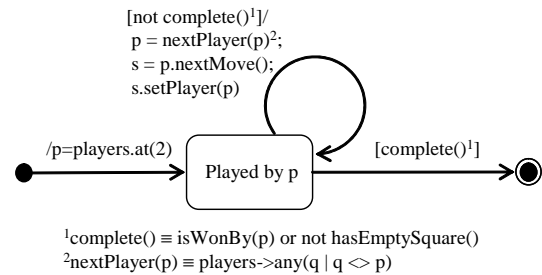 [not complete()¹]/
p = nextPlayer(p)²;
s = p.nextMove();
s.setPlayer(p)
/p=players.at(2)
Played by p
[complete()¹]
¹complete() ≡ isWonBy(p) or not hasEmptySquare()
²nextPlayer(p) ≡ players->any(q | q <> p)